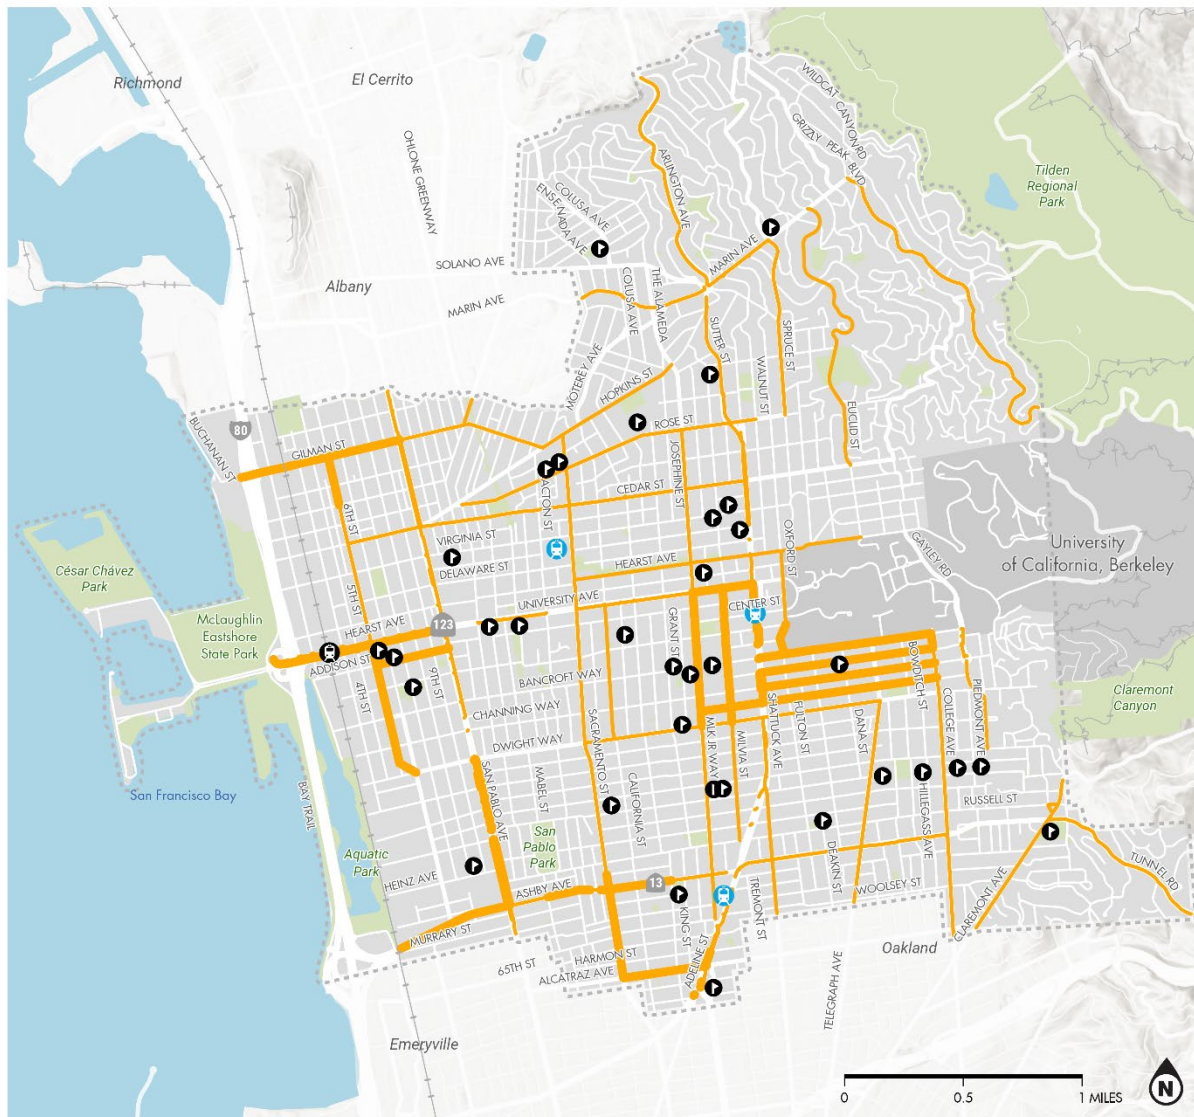 Richmond
El Cerrito
OHLONE GREENWAY
WILDCAT CANYON RD
GRIZZLY PEAK BLVD
ARLINGTON AVE
COLUSA AVE
ENSENADA AVE
Tilden
Regional
Park
MARIN AVE
SOLANO AVE
Albany
MARIN AVE
COLUSA AVE
THE ALAMEDA
SUTTER ST
SPRUCE ST
WALNUT ST
MOTEREY AVE
HOPKINS ST
EUCLID ST
BUCHANAN ST
80
GILMAN ST
ROSE ST
JOSEPHINE ST
6TH ST
ACTON ST
CEDAR ST
VIRGINIA ST
OXFORD ST
GAYLEY RD
University
of California, Berkeley
DELAWARE ST
HEARST AVE
César Chávez
Park
5TH ST
UNIVERSITY AVE
CENTER ST
McLaughlin
Eastshore
State Park
HEARST AVE
123
ADDISON ST
GRANT ST
BOWDITCH ST
4TH ST
9TH ST
BANCROFT WAY
CHANNING WAY
PIEDMONT AVE
COLLEGE AVE
Claremont
Canyon
SACRAMENTO ST
MLK JR WAY
MILVIA ST
SHATTUCK AVE
FULTON ST
DANA ST
DWIGHT WAY
San Francisco Bay
BAY TRAIL
SAN PABLO AVE
MABEL ST
CALIFORNIA ST
HILLEGASS AVE
RUSSELL ST
San
Pablo
Park
Aquatic
Park
DEAKIN ST
TUNNEL RD
HEINZ AVE
ASHBY AVE
13
KING ST
TREMONT ST
WOOLSEY ST
CLAREMONT AVE
MURRARY ST
Oakland
HARMON ST
65TH ST
ALCATRAZ AVE
ADELINE ST
TELEGRAPH AVE
Emeryville
0
0.5
1 MILES
N